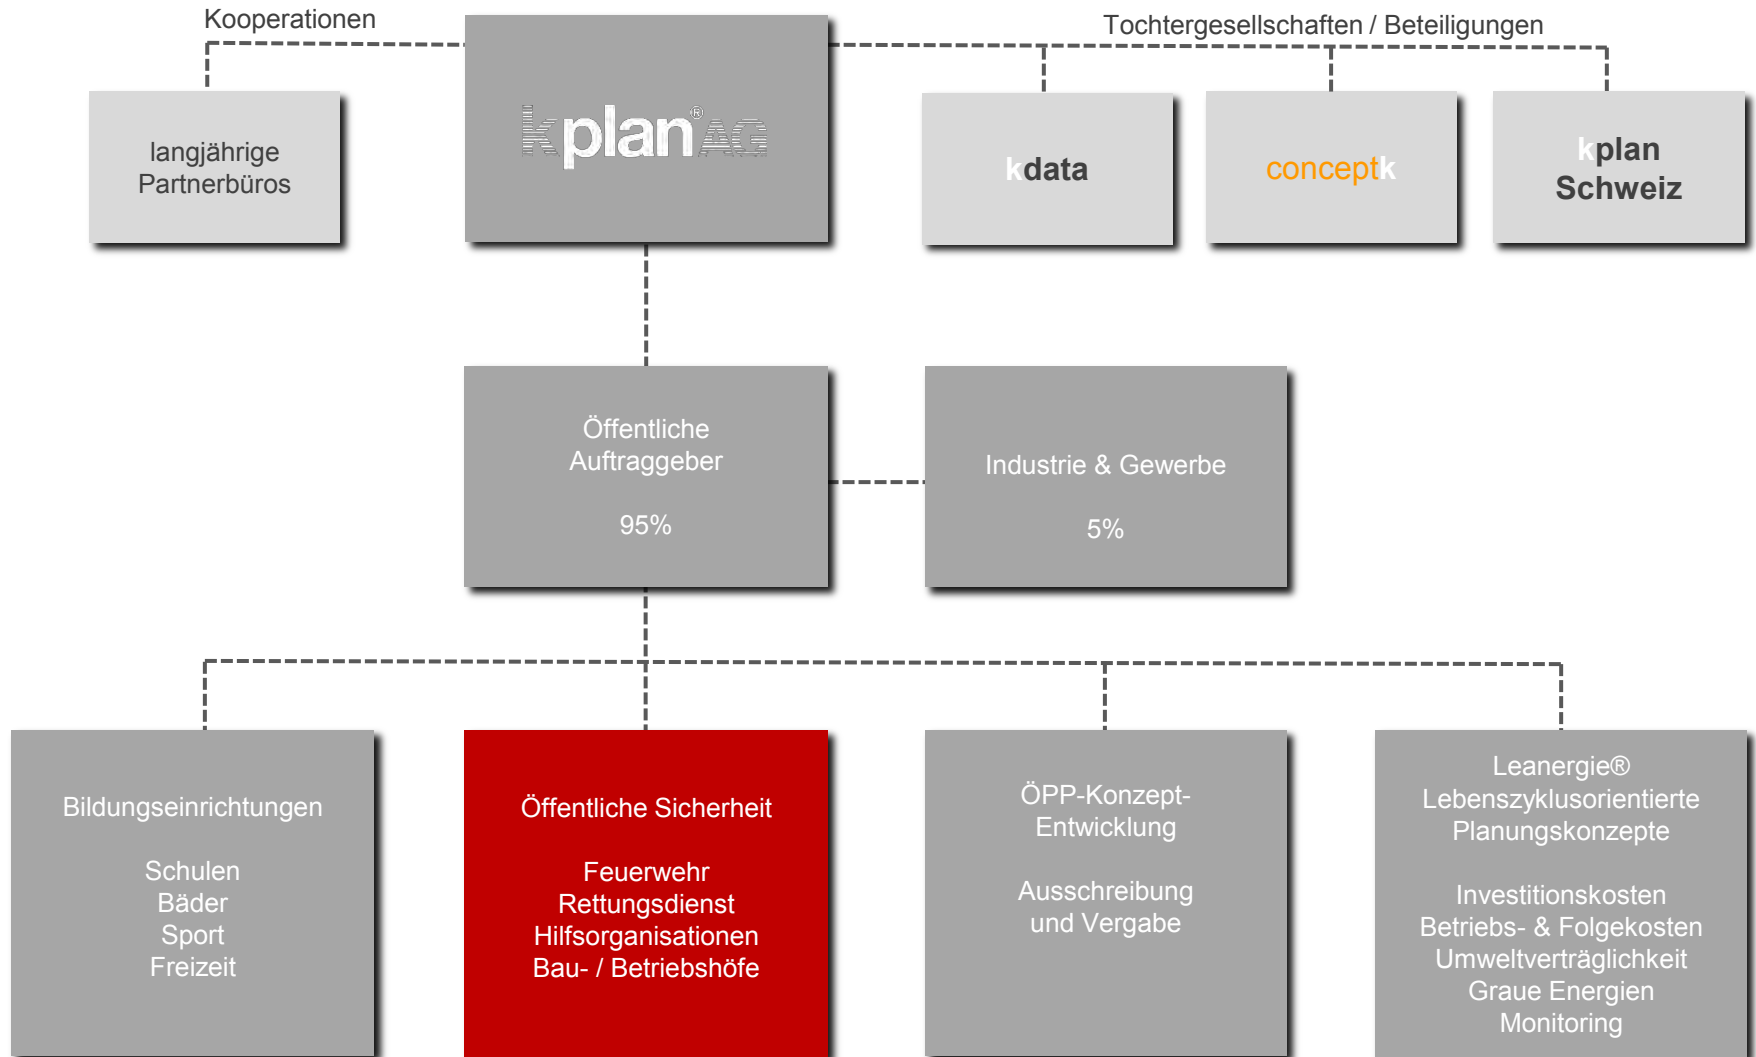 Kooperationen
Tochtergesellschaften / Beteiligungen
langjährige
Partnerbüros
kplan® AG
kdata
conceptk
kplan
Schweiz
Öffentliche
Auftraggeber
95%
Industrie & Gewerbe
5%
Bildungseinrichtungen
Schulen
Bäder
Sport
Freizeit
Öffentliche Sicherheit
Feuerwehr
Rettungsdienst
Hilfsorganisationen
Bau- / Betriebshöfe
ÖPP-Konzept-
Entwicklung
Ausschreibung
und Vergabe
Leanergie®
Lebenszyklusorientierte
Planungskonzepte
Investitionskosten
Betriebs- & Folgekosten
Umweltverträglichkeit
Graue Energien
Monitoring